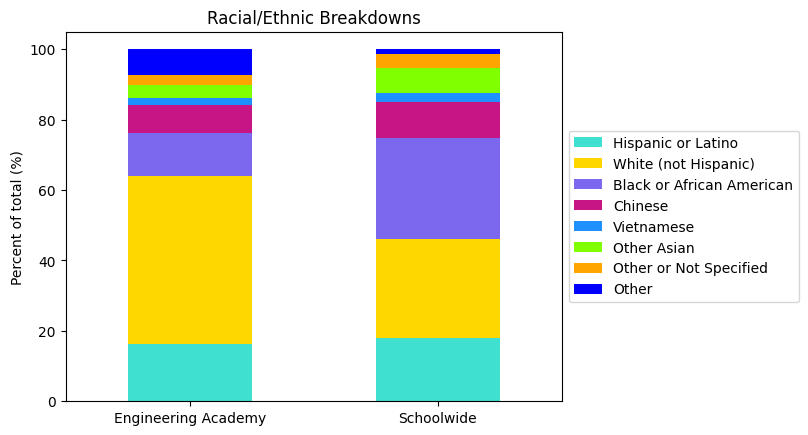 Racial/Ethnic Breakdowns
Percent of total (%)
100
80
60
40
20
0
Engineering Academy
Schoolwide
Hispanic or Latino
White (not Hispanic)
Black or African American
Chinese
Vietnamese
Other Asian
Other or Not Specified
Other